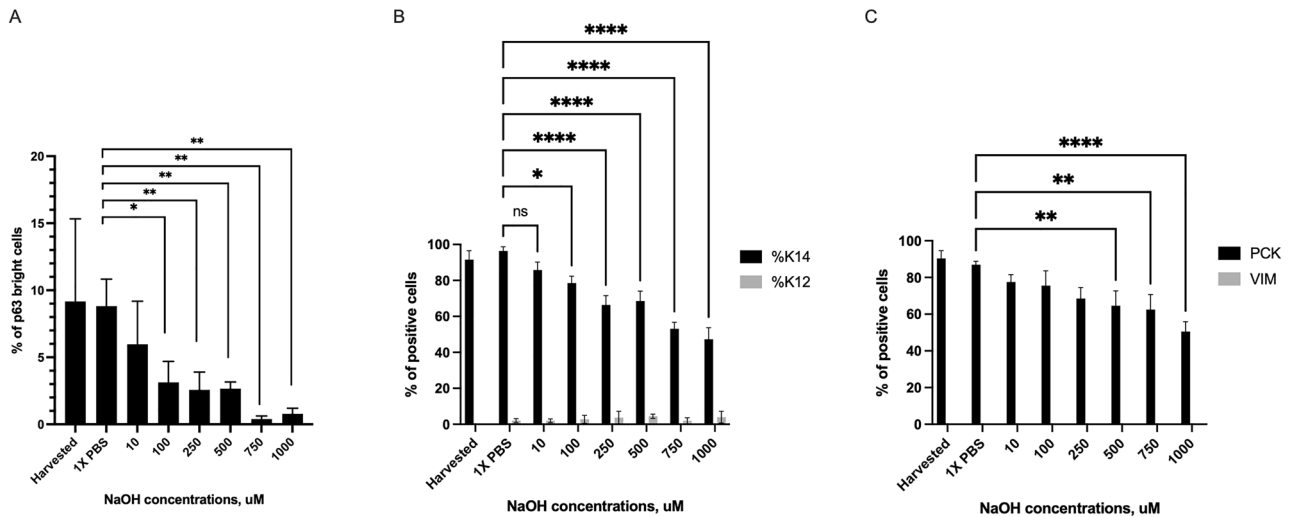 A
% of p63 bright cells
20
15
10
5
0
**
**
**
**
*
Harvested
1X PBS
10
100
250
500
750
1000
NaOH concentrations, uM
B
% of positive cells
100
80
60
40
20
0
****
****
****
****
*
ns
Harvested
1X PBS
10
100
250
500
750
1000
NaOH concentrations, uM
%K14
%K12
C
% of positive cells
100
80
60
40
20
0
****
**
**
Harvested
1X PBS
10
100
250
500
750
1000
NaOH concentrations, uM
PCK
VIM